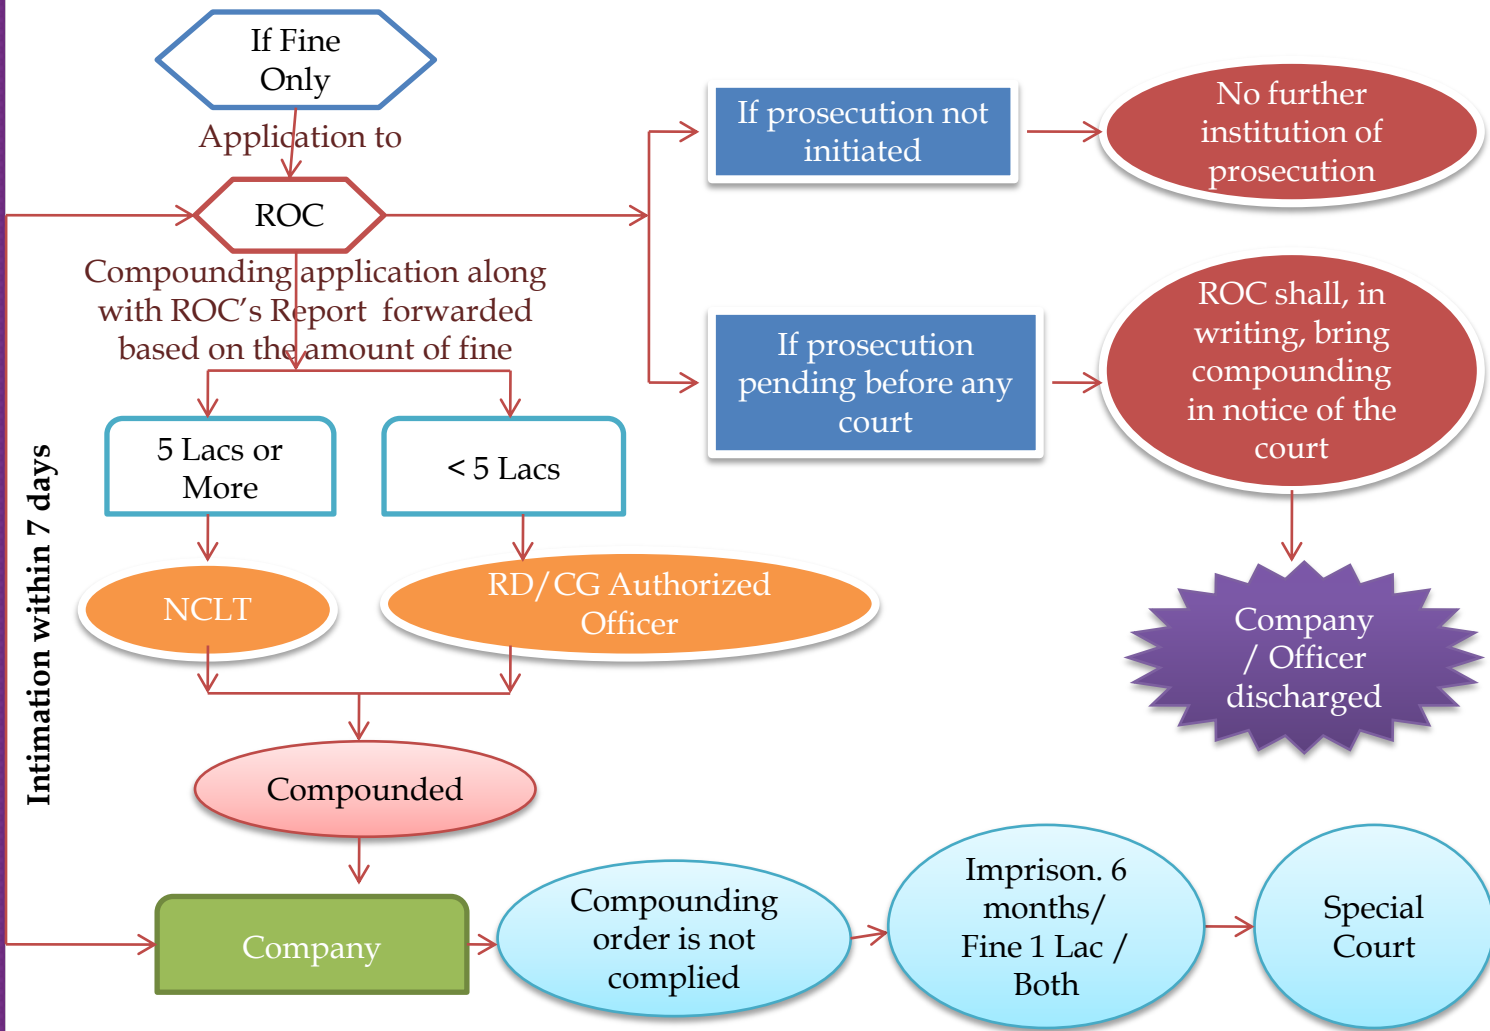 If Fine
Only
Application to
ROC
Compounding application along
with ROC's Report forwarded
based on the amount of fine
5 Lacs or
More
< 5 Lacs
NCLT
RD/CG Authorized
Officer
Compounded
Company
Intimation within 7 days
If prosecution not
initiated
No further
institution of
prosecution
If prosecution
pending before any
court
ROC shall, in
writing, bring
compounding
in notice of the
court
Company
/ Officer
discharged
Compounding
order is not
complied
Imprison. 6
months/
Fine 1 Lac /
Both
Special
Court